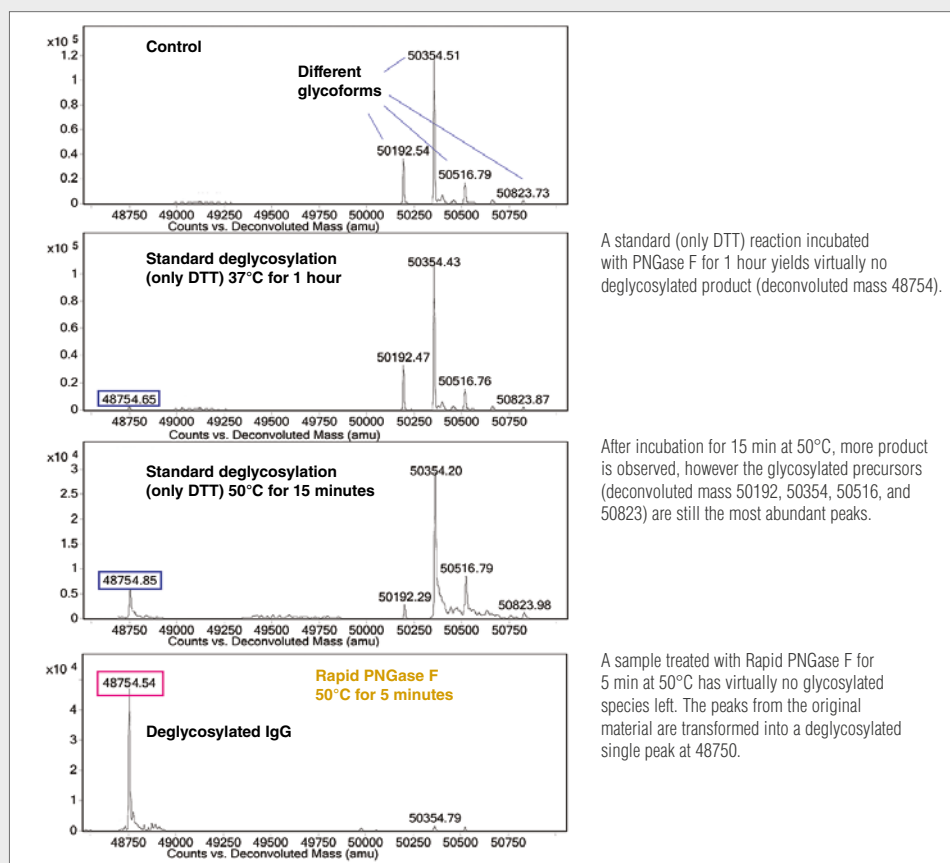 x10 5
Control
50354.51
Different
glycoforms
50192.54
50516.79
50823.73
1.2
1
0.8
0.6
0.4
0.2
0
48750 49000 49250 49500 49750 50000 50250 50500 50750
Counts vs. Deconvoluted Mass (amu)
x10 5
Standard deglycosylation
(only DTT) 37°C for 1 hour
50354.43
50192.47
50516.76
48754.65
50823.87
1
0.8
0.6
0.4
0.2
0
48750 49000 49250 49500 49750 50000 50250 50500 50750
Counts vs. Deconvoluted Mass (amu)
A standard (only DTT) reaction incubated
with PNGase F for 1 hour yields virtually no
deglycosylated product (deconvoluted mass 48754).
x10 4
Standard deglycosylation
(only DTT) 50°C for 15 minutes
50354.20
48754.85
50192.29
50516.79
50823.98
3
2.5
2
1.5
1
0.5
0
48750 49000 49250 49500 49750 50000 50250 50500 50750
Counts vs. Deconvoluted Mass (amu)
After incubation for 15 min at 50°C, more product
is observed, however the glycosylated precursors
(deconvoluted mass 50192, 50354, 50516, and
50823) are still the most abundant peaks.
x10 4
48754.54
Rapid PNGase F
50°C for 5 minutes
Deglycosylated IgG
50354.79
5
4
3
2
1
0
48750 49000 49250 49500 49750 50000 50250 50500 50750
Counts vs. Deconvoluted Mass (amu)
A sample treated with Rapid PNGase F for
5 min at 50°C has virtually no glycosylated
species left. The peaks from the original
material are transformed into a deglycosylated
single peak at 48750.